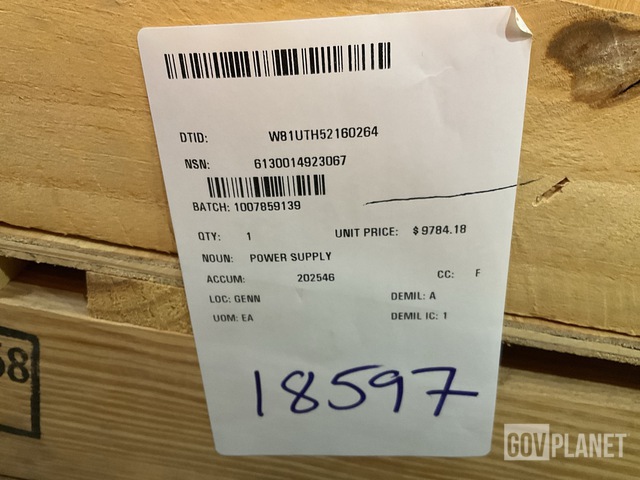 DTID: W81UTH52160264
NSN: 6130014923067
BATCH: 1007859139
QTY: 1 UNIT PRICE: $ 9784.18
NOUN: POWER SUPPLY
ACCUM: 202546 CC: F
LOC: GENN DEMIL: A
UOM: EA DEMIL IC: 1
18597
GOVPLANET